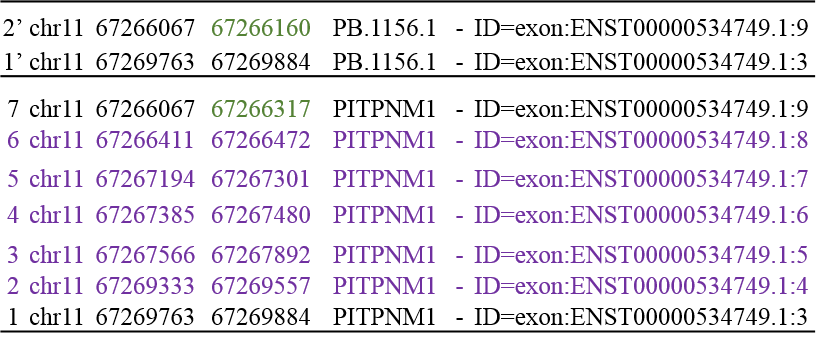 2’ chr11 67266067 67266160 PB.1156.1 - ID=exon:ENST00000534749.1:9
1’ chr11 67269763 67269884 PB.1156.1 - ID=exon:ENST00000534749.1:3
7 chr11 67266067 67266317 PITPNM1 - ID=exon:ENST00000534749.1:9
6 chr11 67266411 67266472 PITPNM1 - ID=exon:ENST00000534749.1:8
5 chr11 67267194 67267301 PITPNM1 - ID=exon:ENST00000534749.1:7
4 chr11 67267385 67267480 PITPNM1 - ID=exon:ENST00000534749.1:6
3 chr11 67267566 67267892 PITPNM1 - ID=exon:ENST00000534749.1:5
2 chr11 67269333 67269557 PITPNM1 - ID=exon:ENST00000534749.1:4
1 chr11 67269763 67269884 PITPNM1 - ID=exon:ENST00000534749.1:3